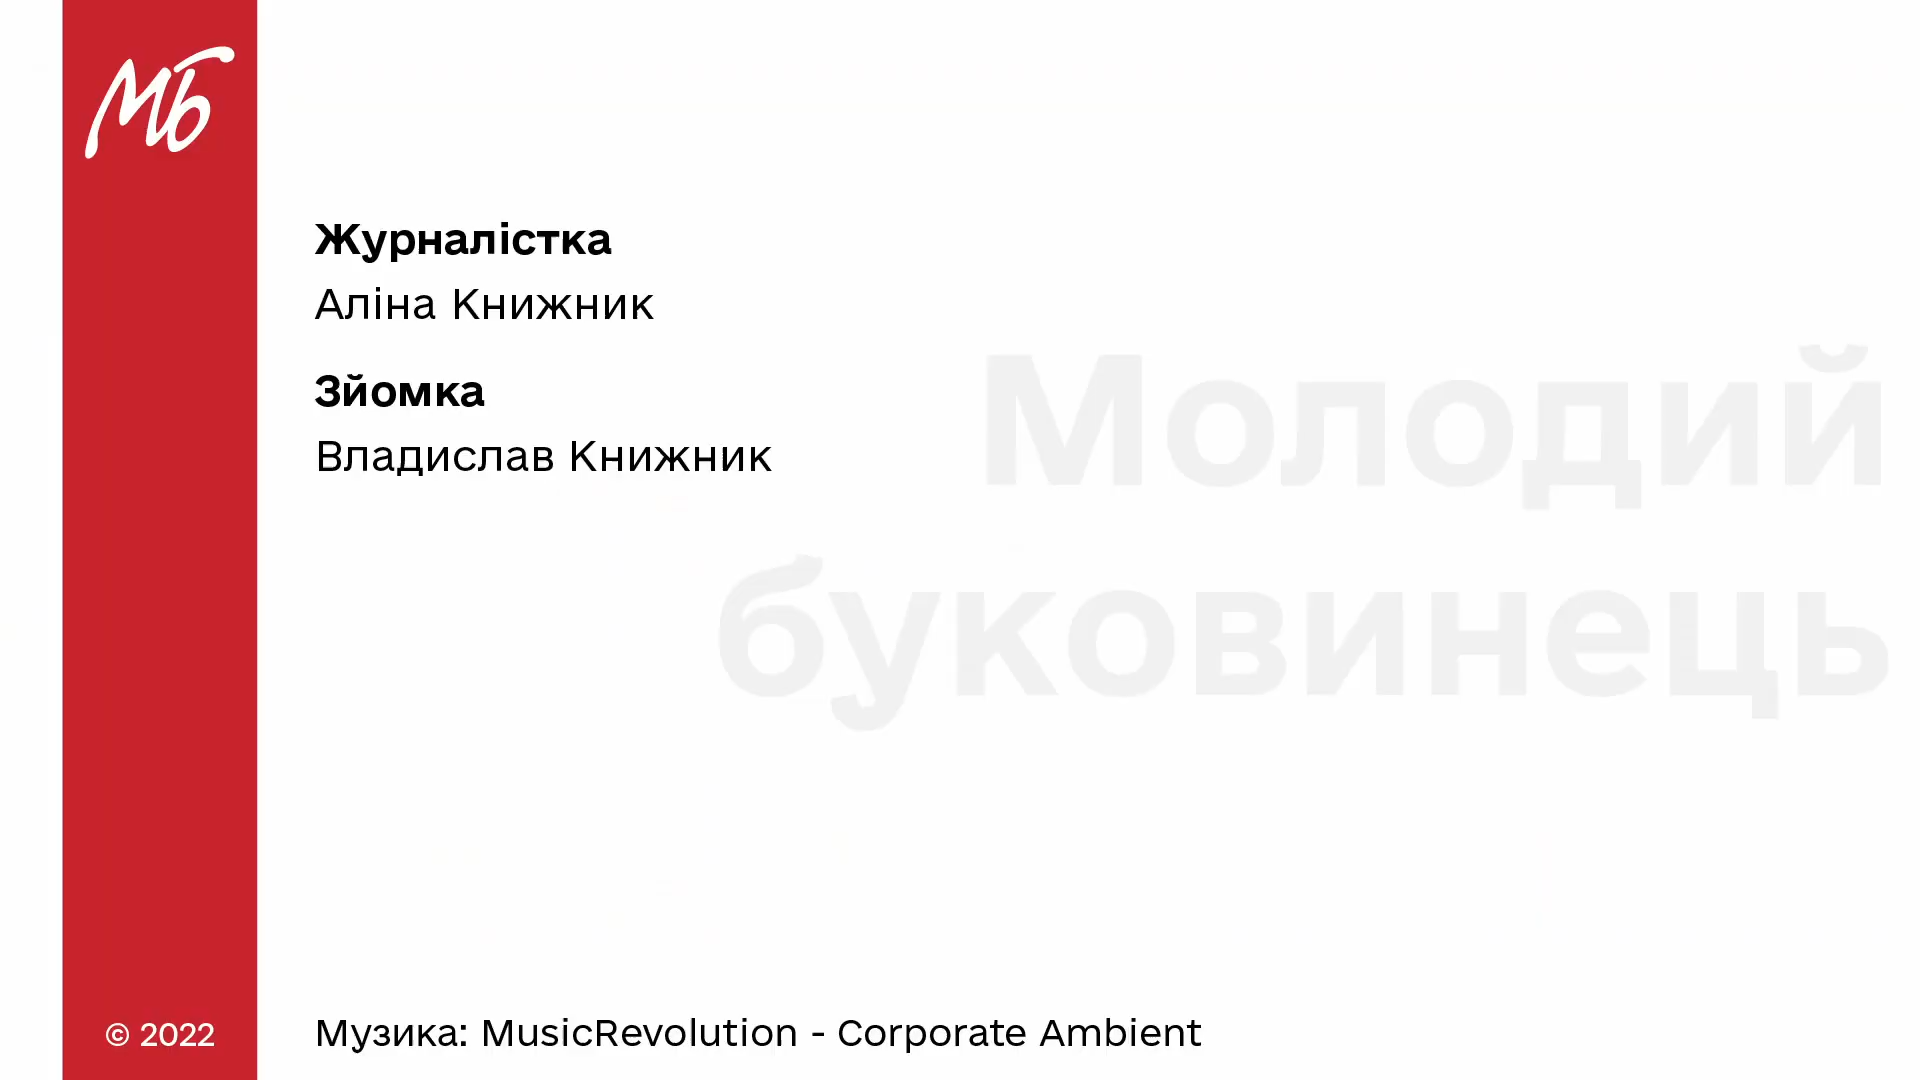 Мб
Журналістка
Аліна Книжник
Зйомка
Владислав Книжник
Молодий
буковинець
© 2022
Музика: MusicRevolution - Corporate Ambient